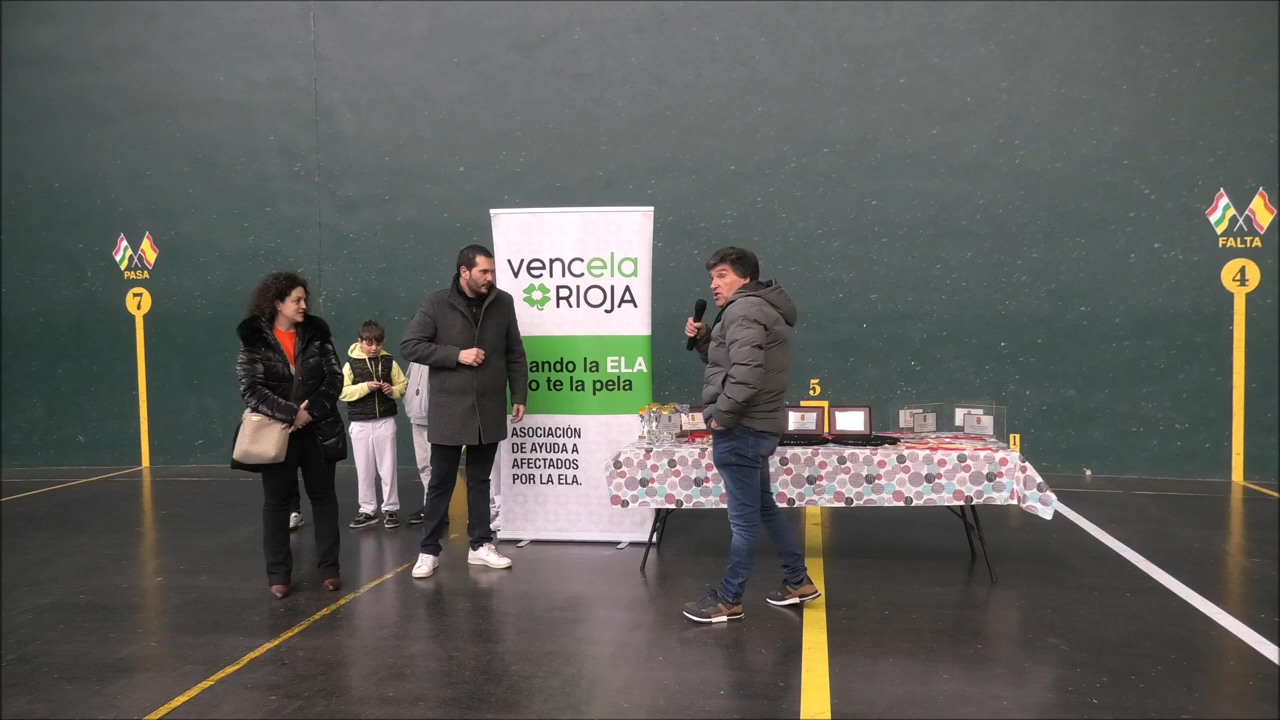 PASA
7
vencela
RIOJA
ando la ELA
o te la pela
ASOCIACIÓN
DE AYUDA A
AFECTADOS
POR LA ELA.
5
1
FALTA
4